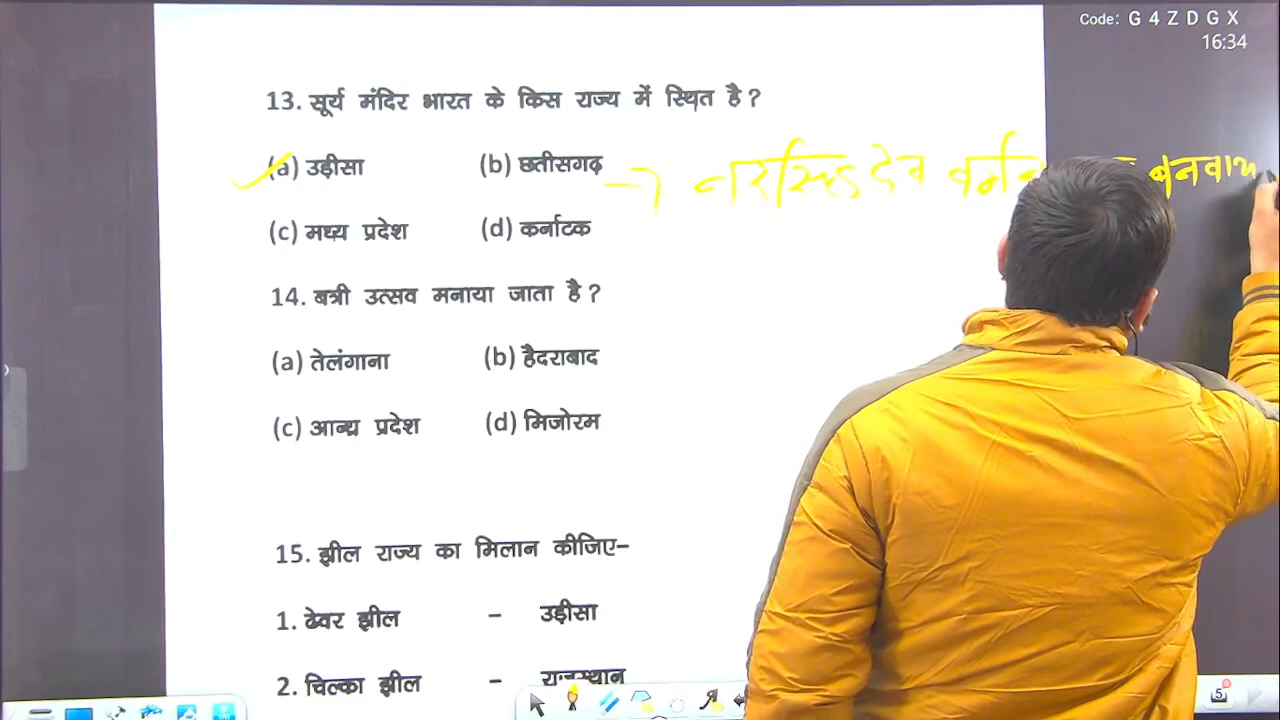 Code: G 4 Z D G X
16:34
13. सूर्य मंदिर भारत के किस राज्य में स्थित है ?
(a) उड़ीसा (b) छतीसगढ़
→ नरसिंह देव बनवाय
(c) मध्य प्रदेश (d) कर्नाटक
14. बत्री उत्सव मनाया जाता है ?
(a) तेलंगाना (b) हैदराबाद
(c) आन्ध्र प्रदेश (d) मिजोरम
15. झील राज्य का मिलान कीजिए-
1. ढेवर झील - उड़ीसा
2. चिल्का झील - राजस्थान
5